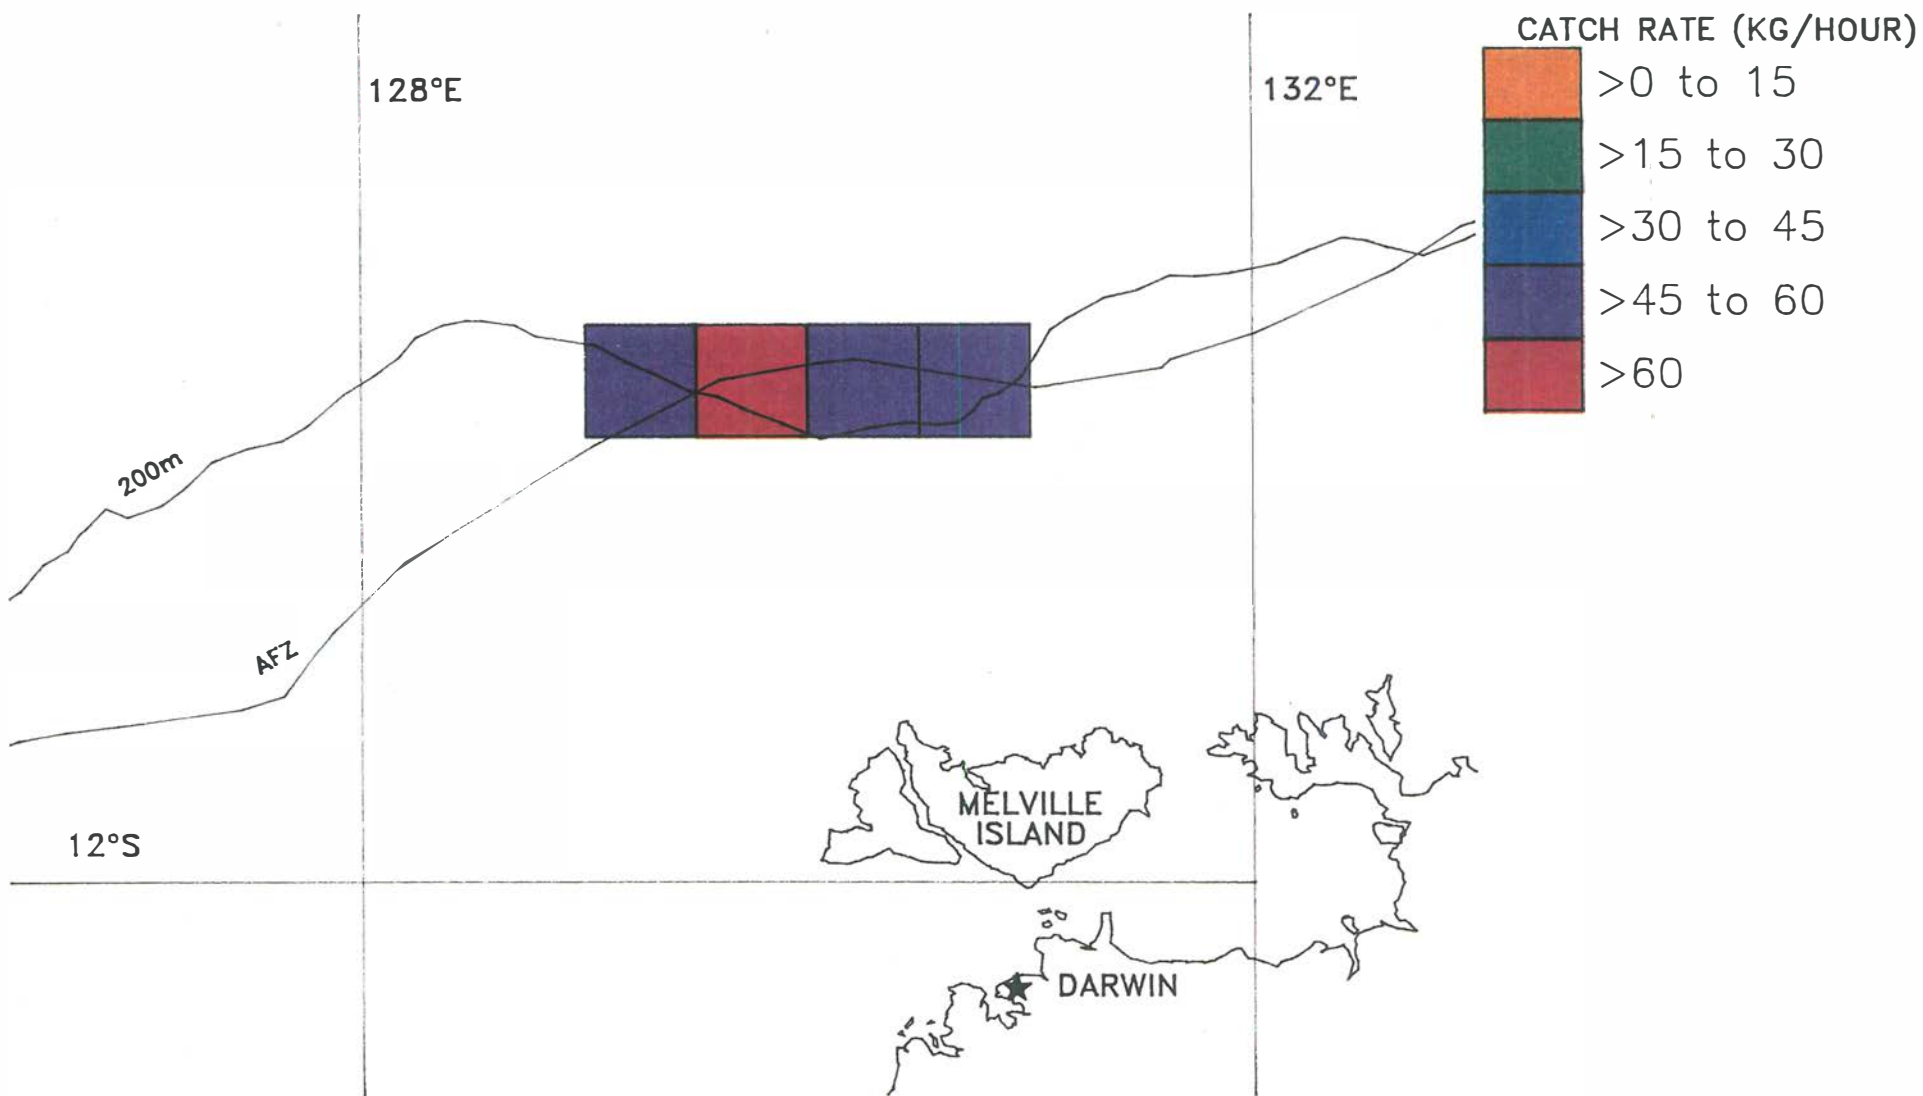 CATCH RATE (KG/HOUR)
128°E
132°E
>0 to 15
>15 to 30
>30 to 45
>45 to 60
>60
200m
AFZ
MELVILLE
ISLAND
12°S
DARWIN